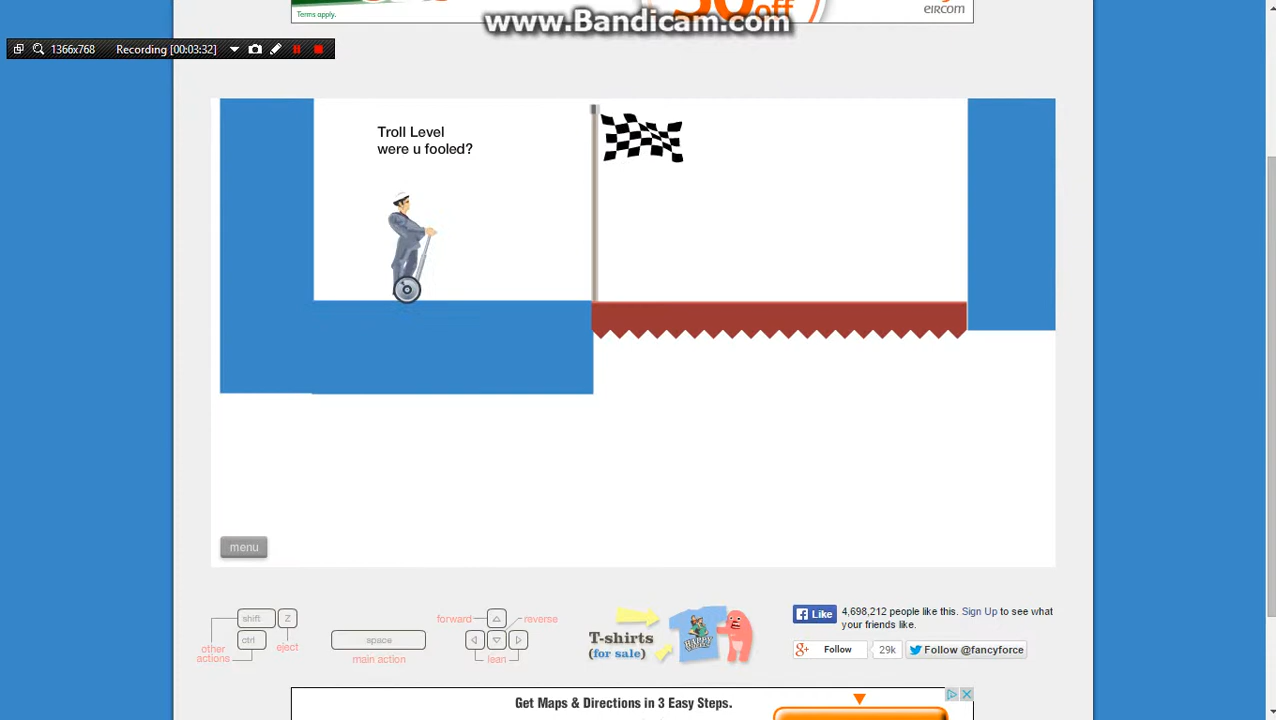 Terms apply.
off
eircom
www.Bandicam.com
1366x768 Recording [00:03:32]
Troll Level
were u fooled?
menu
shift Z
ctrl
other
actions
eject
space
main action
forward
reverse
lean
T-shirts
(for sale)
Like 4,698,212 people like this. Sign Up to see what
your friends like.
Follow 29k Follow @fancyforce
Get Maps & Directions in 3 Easy Steps.